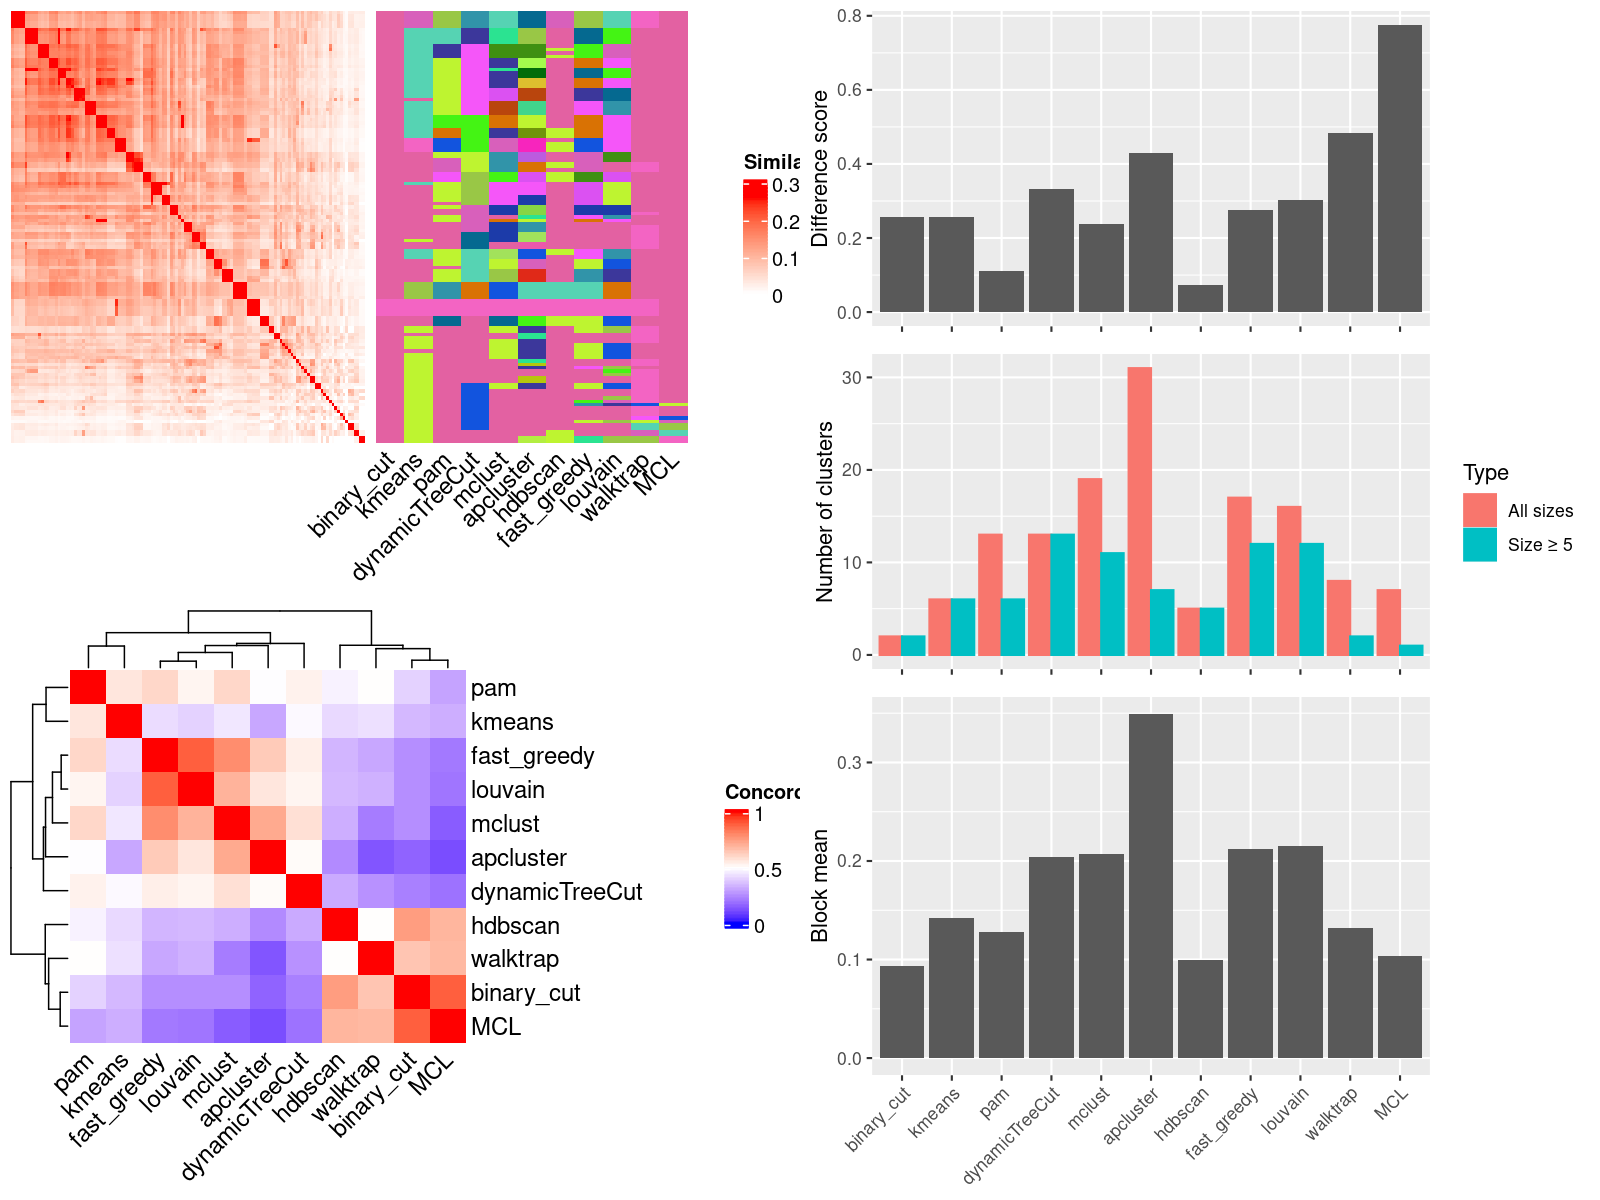 Simila
0.3
0.2
0.1
0
binary_cut
kmeans
pam
dynamicTreeCut
mclust
apcluster
hdbscan
fast_greedy
louvain
walktrap
MCL
pam
kmeans
fast_greedy
louvain
mclust
apcluster
dynamicTreeCut
hdbscan
walktrap
binary_cut
MCL
Concord
1
0.5
0
pam
kmeans
fast_greedy
louvain
mclust
apcluster
dynamicTreeCut
hdbscan
walktrap
binary_cut
MCL
Difference score
0.8
0.6
0.4
0.2
0.0
Number of clusters
30
20
10
0
Type
All sizes
Size ≥ 5
Block mean
0.3
0.2
0.1
0.0
binary_cut
kmeans
pam
dynamicTreeCut
mclust
apcluster
hdbscan
fast_greedy
louvain
walktrap
MCL